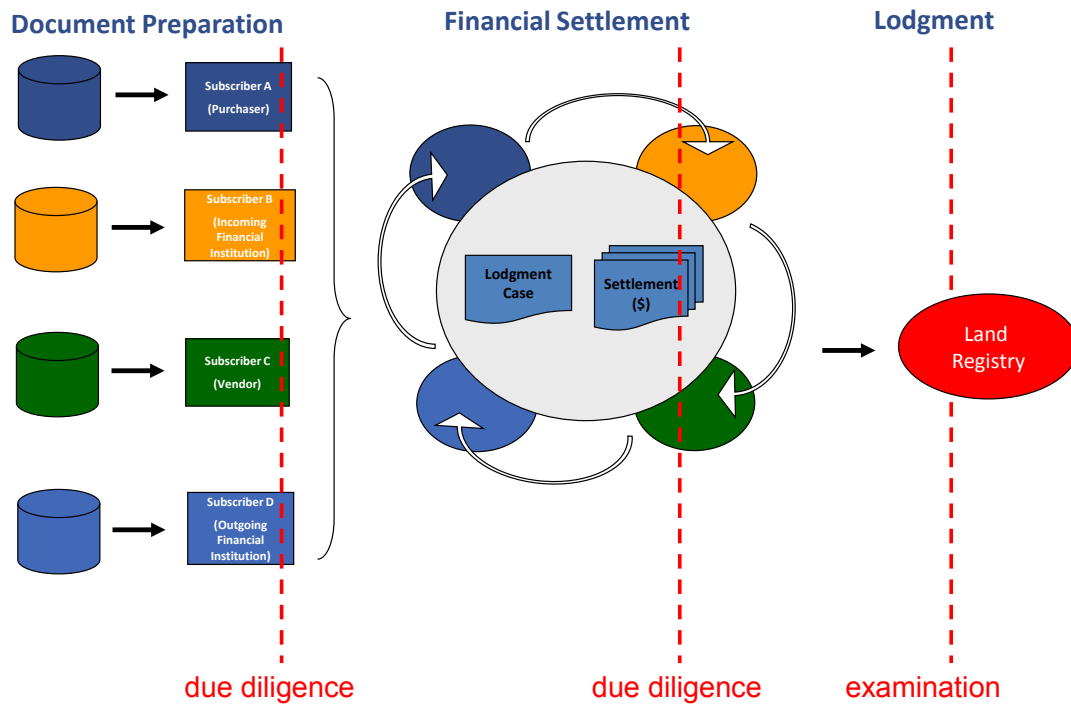 Document Preparation
Financial Settlement
Lodgment
Subscriber A
(Purchaser)
Subscriber B
(Incoming
Financial
Institution)
Subscriber C
(Vendor)
Subscriber D
(Outgoing
Financial
Institution)
Lodgment
Case
Settlement
($)
Land
Registry
due diligence
due diligence
examination